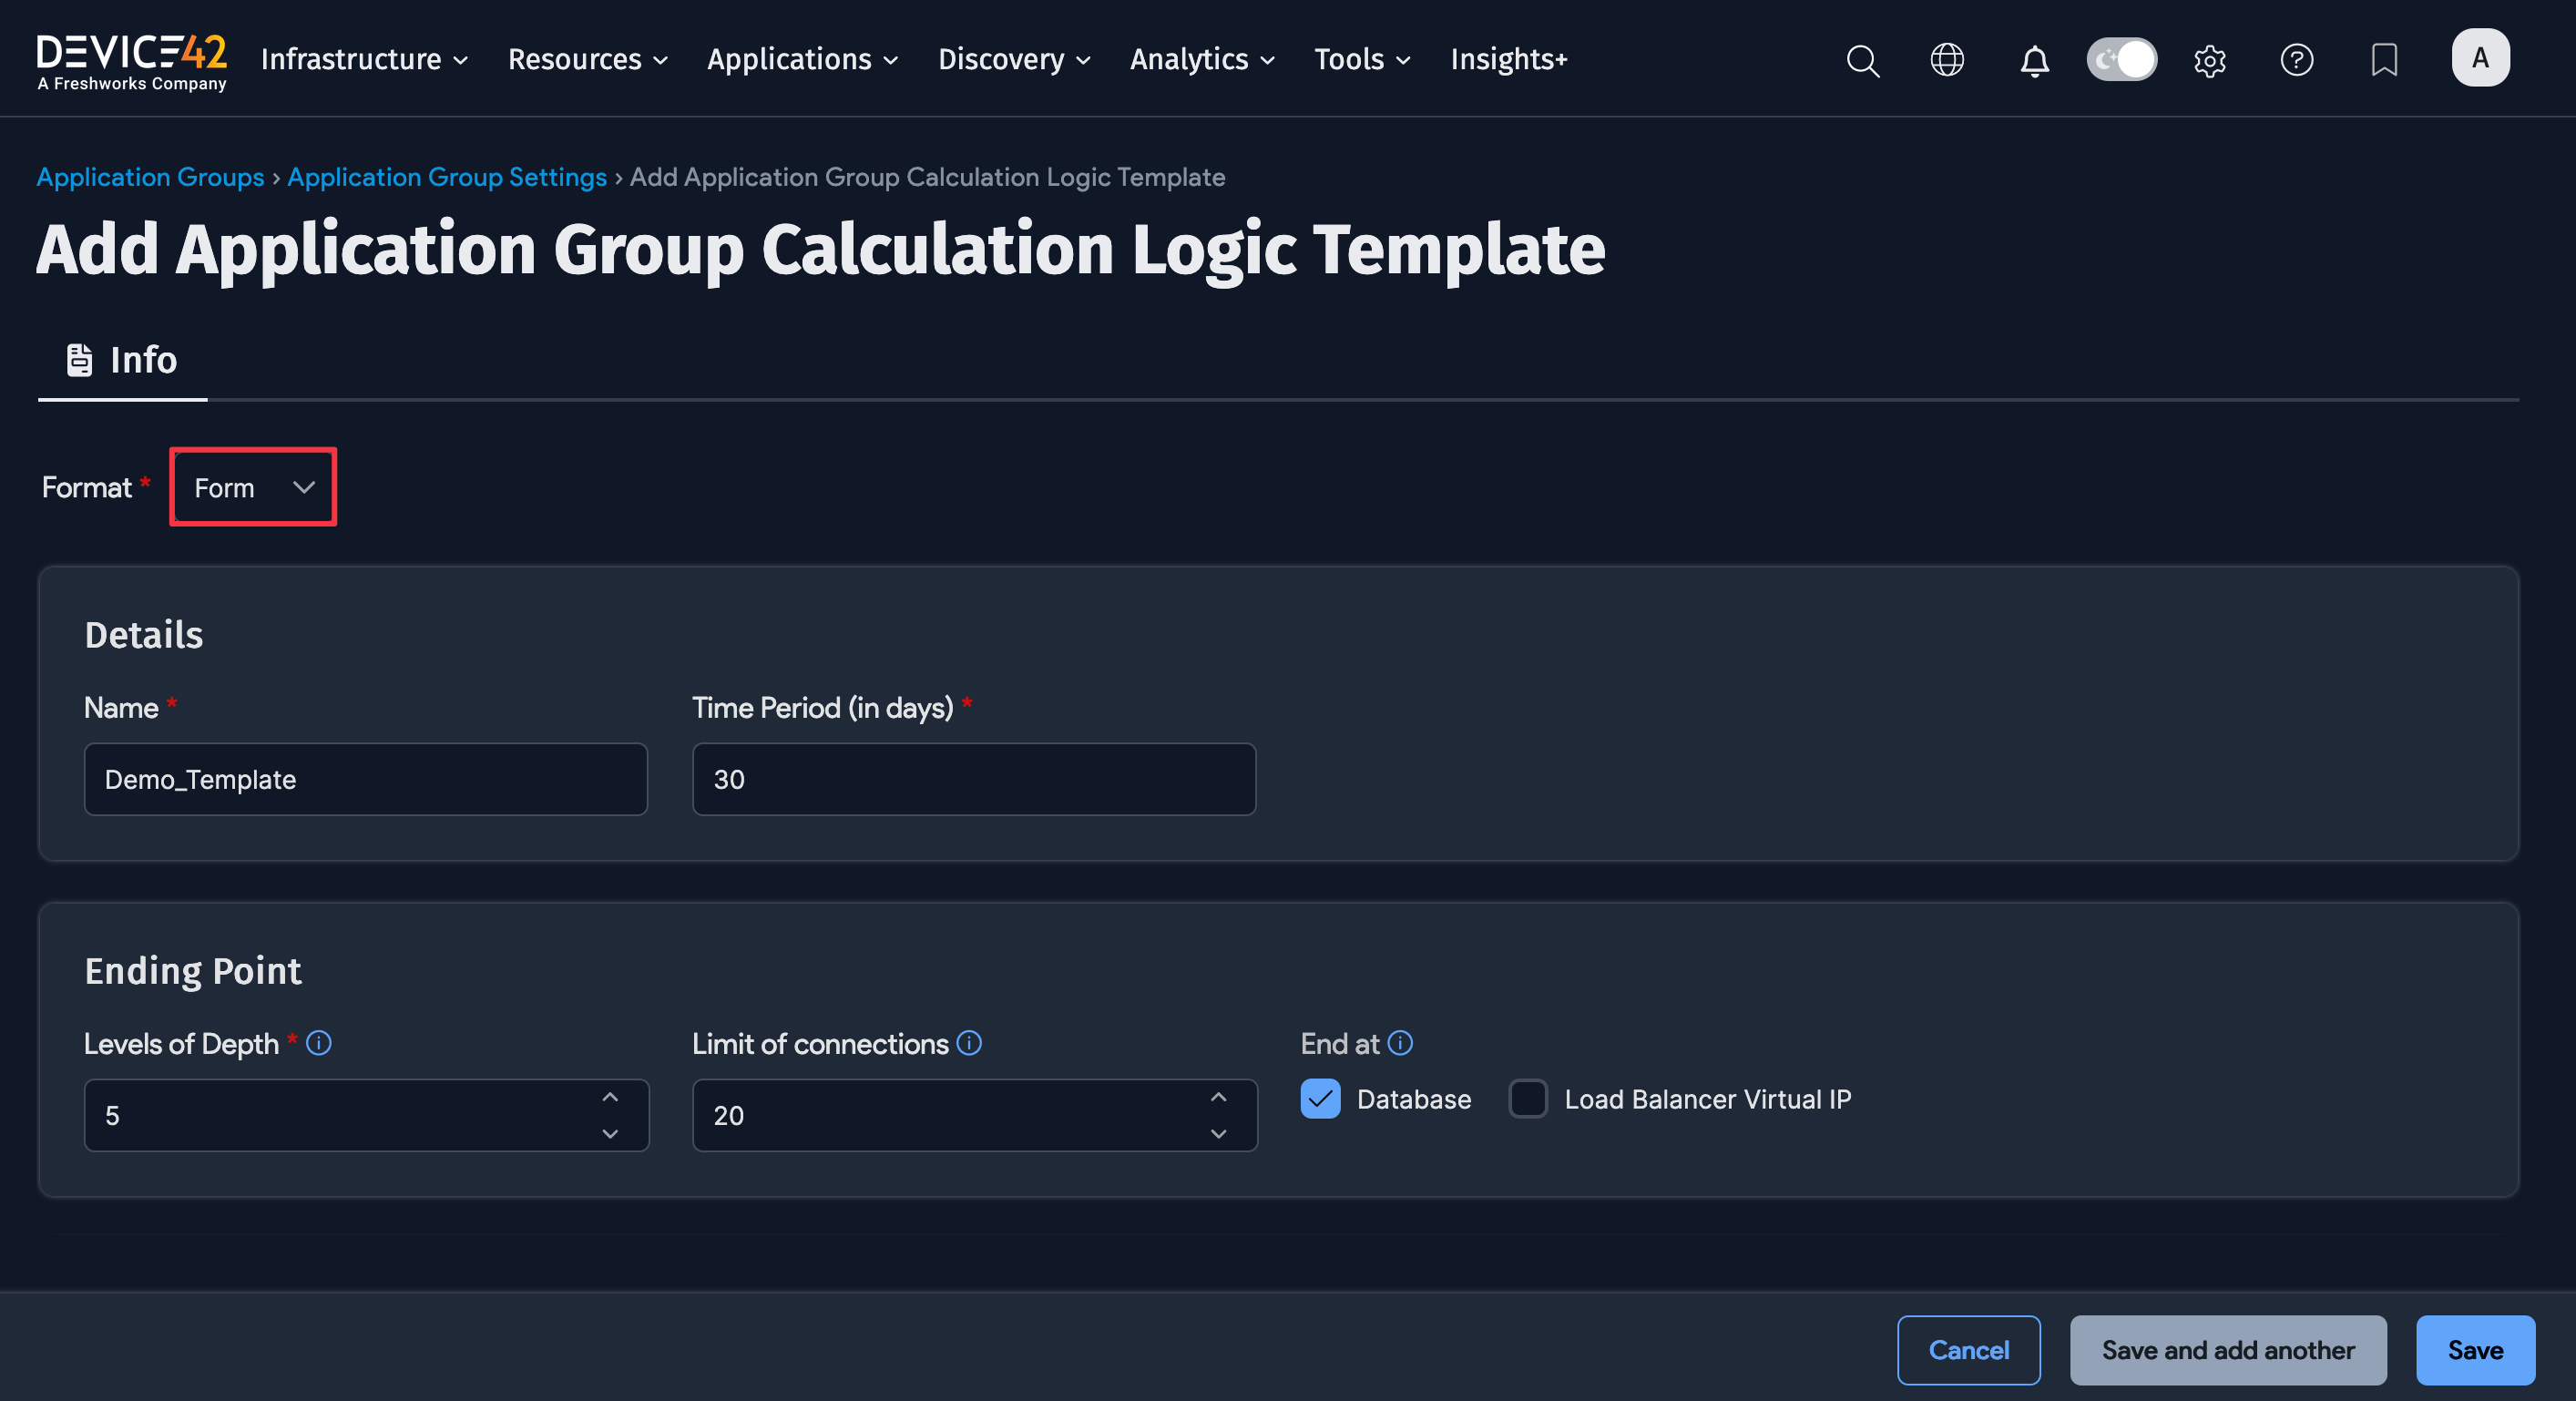 DEVICE42
A Freshworks Company
Infrastructure Resources Applications Discovery Analytics Tools Insights+
A
Application Groups › Application Group Settings › Add Application Group Calculation Logic Template
Add Application Group Calculation Logic Template
Info
Format * Form
Details
Name * Time Period (in days) *
Demo_Template 30
Ending Point
Levels of Depth * Limit of connections End at
5 20 Database Load Balancer Virtual IP
Cancel Save and add another Save